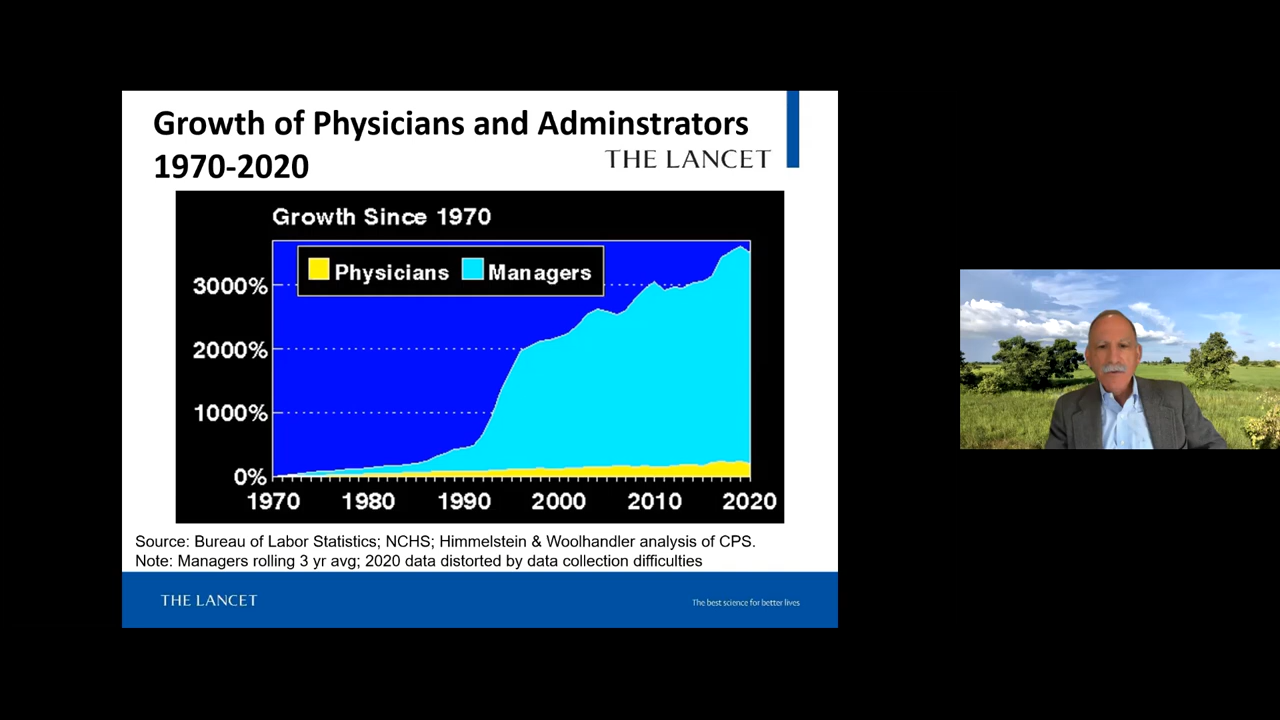 Growth of Physicians and Adminstrators
1970-2020
THE LANCET
Growth Since 1970
Physicians
Managers
3000%
2000%
1000%
0%
1970
1980
1990
2000
2010
2020
Source: Bureau of Labor Statistics; NCHS; Himmelstein & Woolhandler analysis of CPS.
Note: Managers rolling 3 yr avg; 2020 data distorted by data collection difficulties
THE LANCET
The best science for better lives